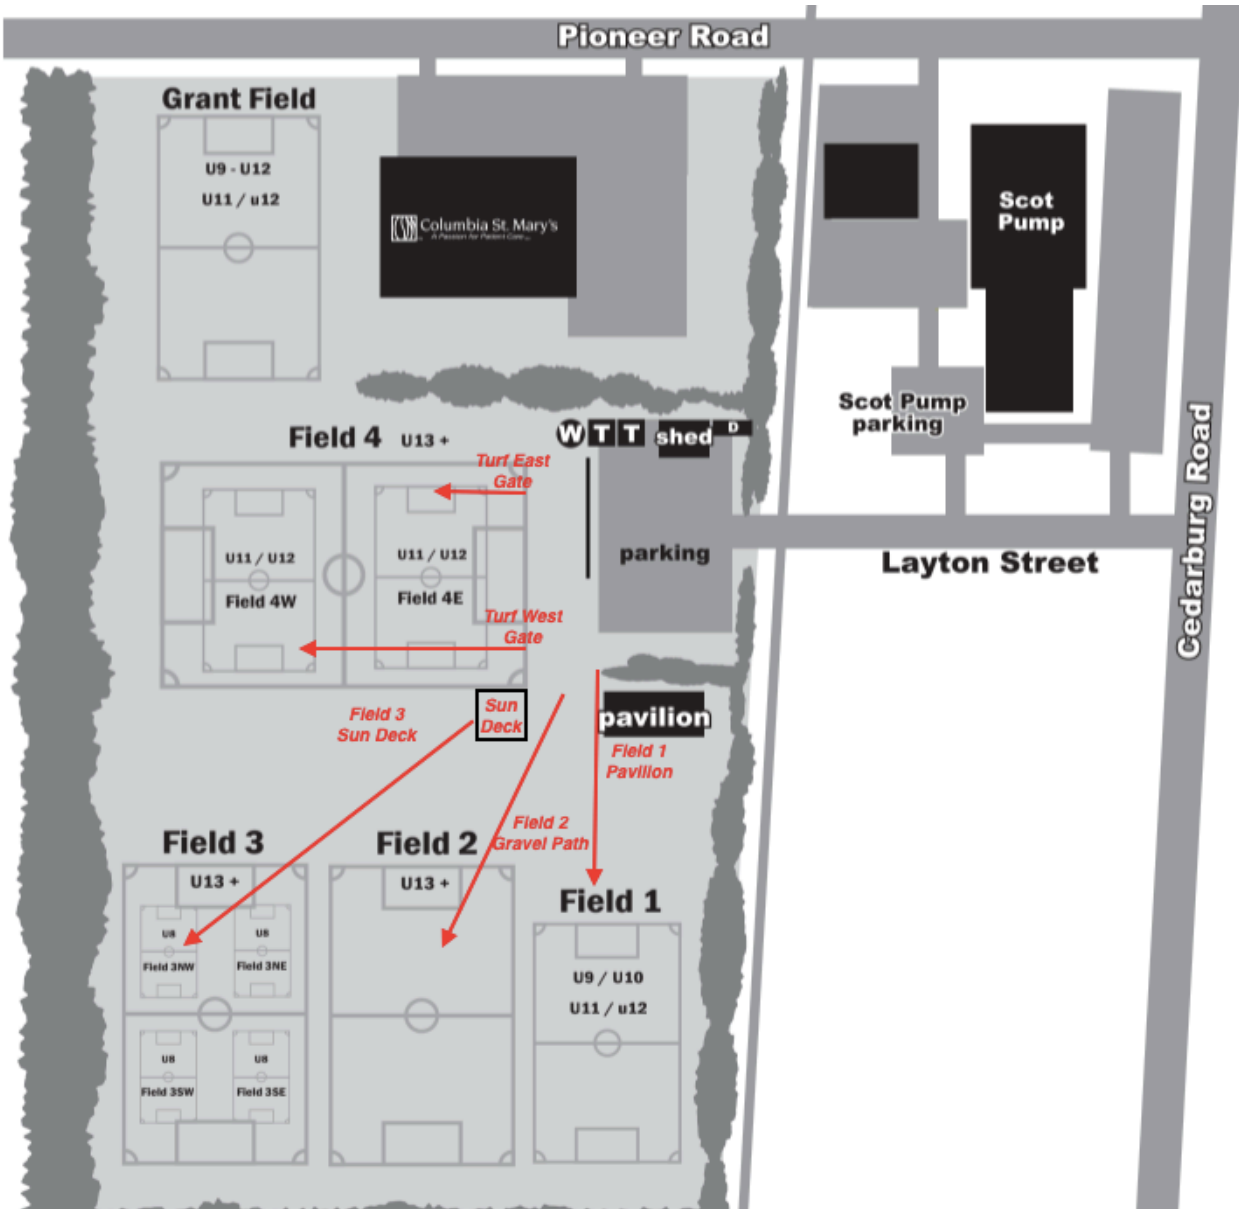 Pioneer Road
Grant Field
U9 - U12
U11 / u12
Columbia St. Mary's
A Passion for Patient Care
Scot
Pump
Scot Pump
parking
Cedarburg Road
Field 4 U13 +
W T T shed D
Turf East
Gate
U11 / U12
Field 4W
U11 / U12
Field 4E
parking
Layton Street
Turf West
Gate
Field 3
Sun Deck
Sun
Deck
pavilion
Field 1
Pavilion
Field 2
Gravel Path
Field 3
U13 +
U8
Field 3NW
U8
Field 3NE
U8
Field 3SW
U8
Field 3SE
Field 2
U13 +
Field 1
U9 / U10
U11 / u12